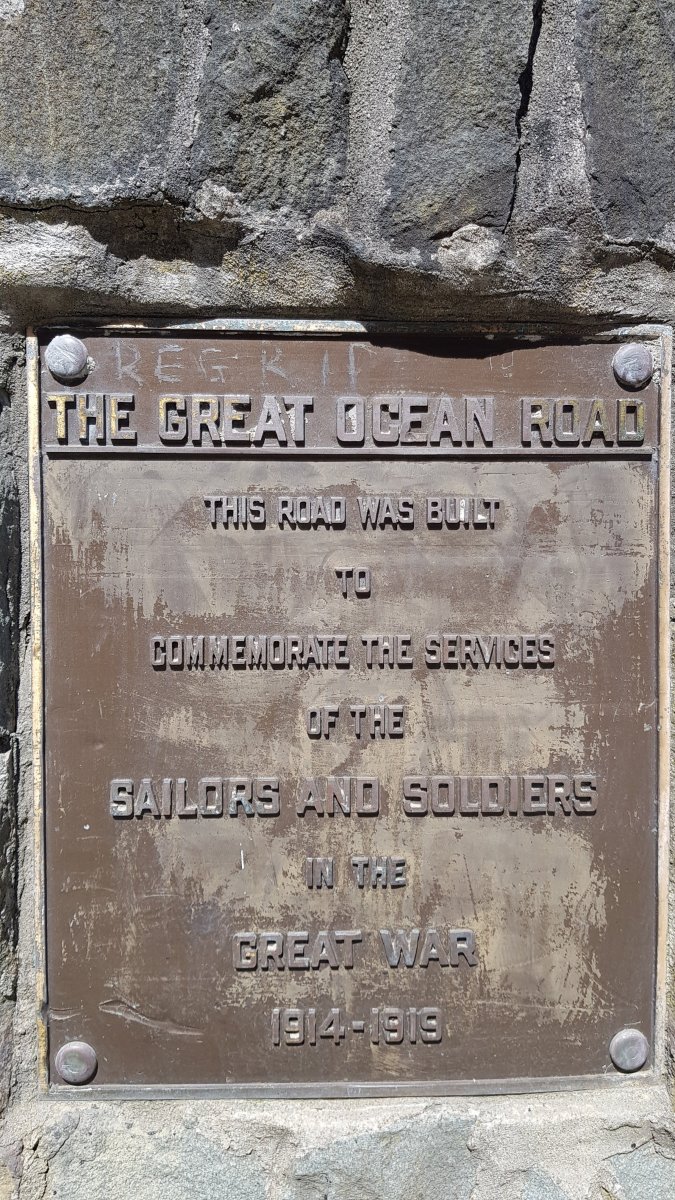 REG
THE GREAT OCEAN ROAD
THIS ROAD WAS BUILT
TO
COMMEMORATE THE SERVICES
OF THE
SAILORS AND SOLDIERS
IN THE
GREAT WAR
1914-1919